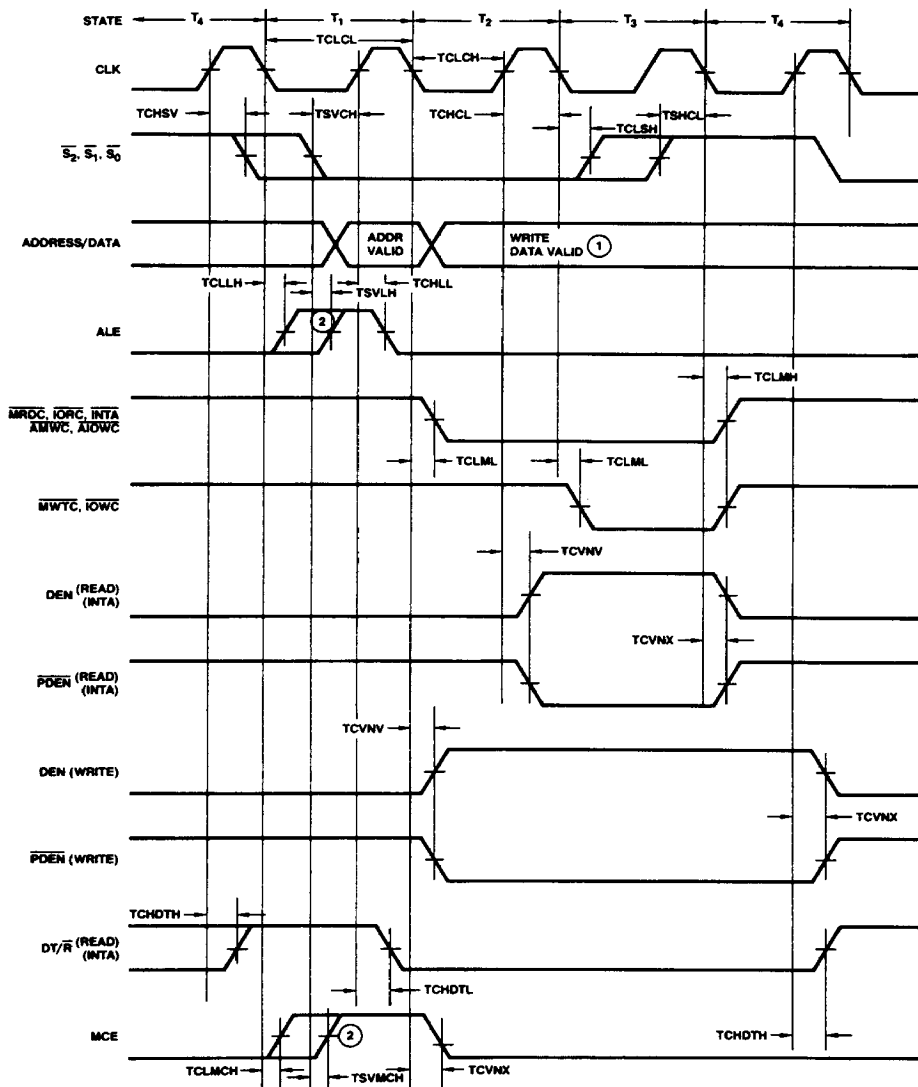 STATE T4 T1 T2 T3 T4
TCLCL
CLK TCLCH
TCHSV TSVCH TCHCL TSHCL
TCLSH
S2, S1, S0
ADDRESS/DATA ADDR VALID WRITE DATA VALID 1
TCLLH TSVLH TCHLL
ALE 2
TCLMH
MRDC, IORC, INTA
AMWC, AIOWC
TCLML TCLML
MWTC, IOWC
TCVNV
DEN (READ)
(INTA)
TCVNX
PDEN (READ)
(INTA)
TCVNV
DEN (WRITE)
TCVNX
PDEN (WRITE)
TCHDTH
DT/R (READ)
(INTA)
TCHDTL
MCE 2 TCHDTH
TCLMCH TSVMCH TCVNX